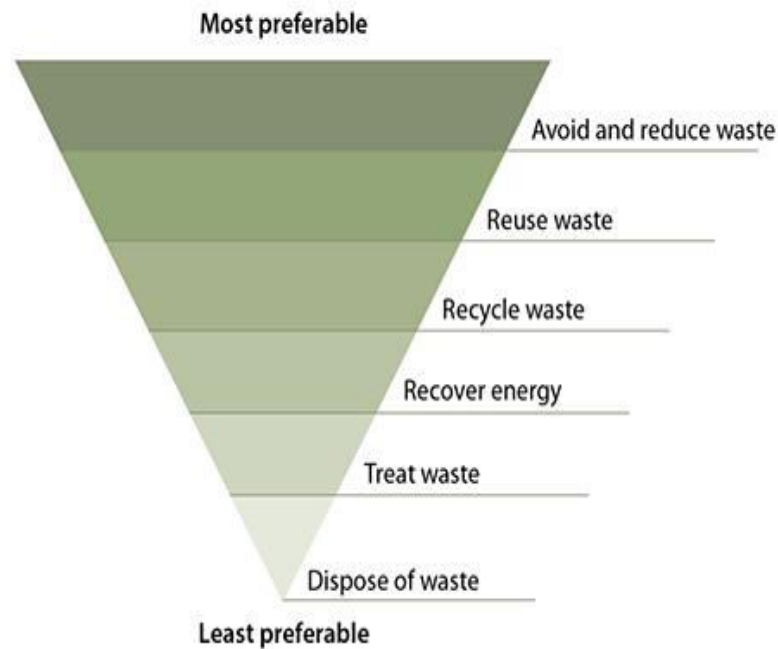 Most preferable
Avoid and reduce waste
Reuse waste
Recycle waste
Recover energy
Treat waste
Dispose of waste
Least preferable